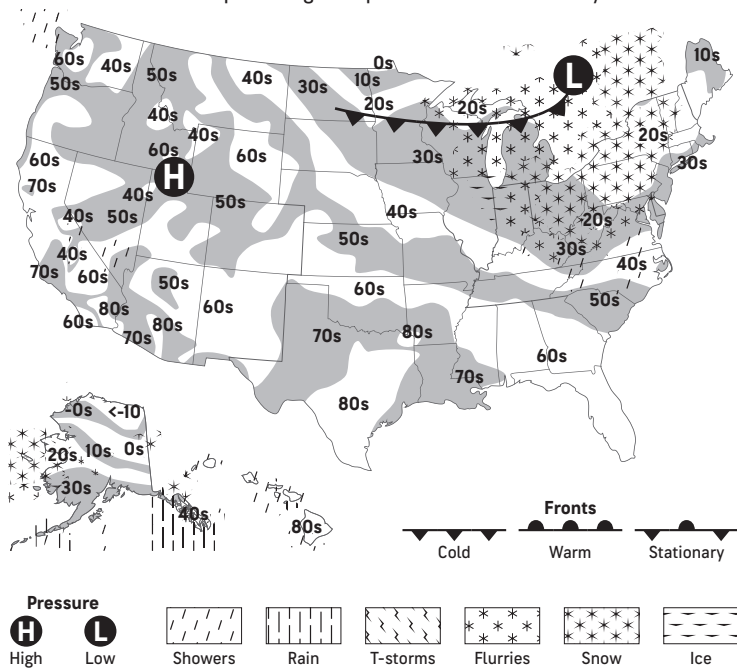 0s
10s
60s
40s
50s
40s
10s
50s
30s
20s
20s
40s
40s
20s
60s
60s
60s
30s
30s
70s
H
L
40s
50s
40s
20s
40s
50s
50s
30s
40s
40s
70s
60s
50s
60s
50s
80s
60s
60s
80s
70s
70s
80s
60s
70s
80s
-0s
<-10
20s
10s
0s
30s
40s
80s
Fronts
Cold
Warm
Stationary
Pressure
H
L
High
Low
Showers
Rain
T-storms
Flurries
Snow
Ice